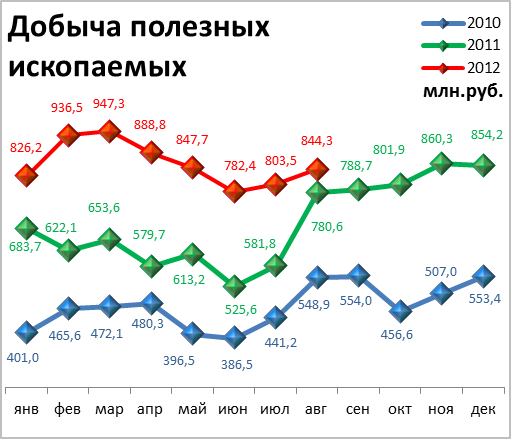 Добыча полезных
ископаемых
2010
2011
2012
млн.руб.
826,2 936,5 947,3 888,8 847,7 782,4 803,5 844,3
683,7 622,1 653,6 579,7 613,2 525,6 581,8 780,6 788,7 801,9 860,3 854,2
401,0 465,6 472,1 480,3 396,5 386,5 441,2 548,9 554,0 456,6 507,0 553,4
янв фев мар апр май июн июл авг сен окт ноя дек